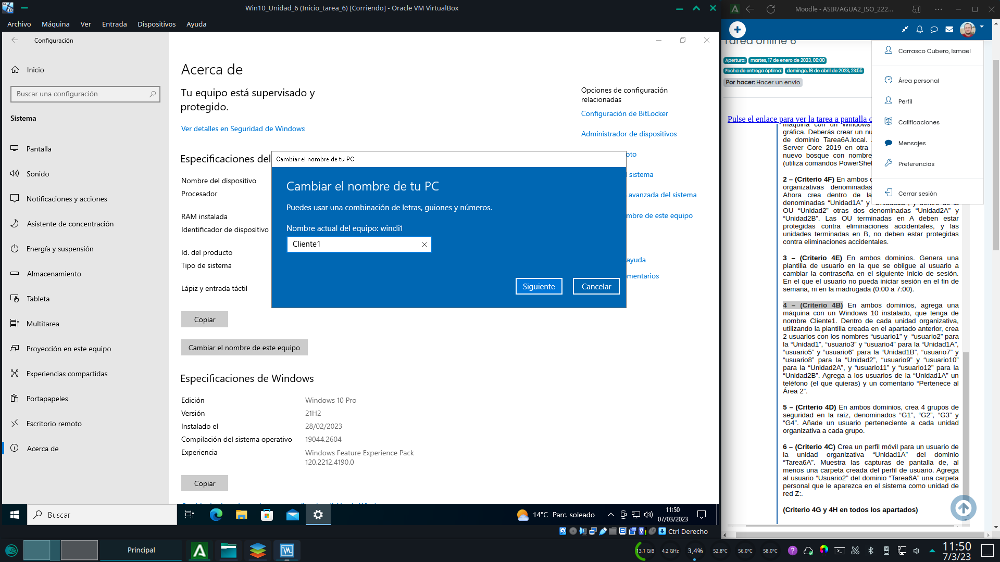 Win10_Unidad_6 (Inicio_tarea_6) [Corriendo] - Oracle VM VirtualBox
Archivo Máquina Ver Entrada Dispositivos Ayuda
Configuración
Inicio
Buscar una configuración
Sistema
Pantalla
Sonido
Notificaciones y acciones
Asistente de concentración
Energía y suspensión
Almacenamiento
Tableta
Multitarea
Proyección en este equipo
Experiencias compartidas
Portapapeles
Escritorio remoto
Acerca de
Acerca de
Tu equipo está supervisado y
protegido.
Ver detalles en Seguridad de Windows
Especificaciones del
Nombre del dispositivo
Procesador
RAM instalada
Identificador de dispositivo
Id. del producto
Tipo de sistema
Lápiz y entrada táctil
Copiar
Cambiar el nombre de este equipo
Especificaciones de Windows
Edición Windows 10 Pro
Versión 21H2
Instalado el 28/02/2023
Compilación del sistema operativo 19044.2604
Experiencia Windows Feature Experience Pack
120.2212.4190.0
Copiar
Opciones de configuración
relacionadas
Configuración de BitLocker
Administrador de dispositivos
oto
l sistema
avanzada del sistema
mbre de este equipo
ayuda
mentarios
Cambiar el nombre de tu PC
Cambiar el nombre de tu PC
Puedes usar una combinación de letras, guiones y números.
Nombre actual del equipo: wincli1
Cliente1
Siguiente Cancelar
Buscar
14°C Parc. soleado
11:50
07/03/2023
Ctrl Derecho
Moodle - ASIR/AGUA2_ISO_222...
Tarea online 6
Apertura: martes, 17 de enero de 2023, 00:00
Fecha de entrega óptima: domingo, 16 de abril de 2023, 23:55
Por hacer: Hacer un envío
Carrasco Cubero, Ismael
Área personal
Perfil
Calificaciones
Mensajes
Preferencias
Cerrar sesión
Pulse el enlace para ver la tarea a pantalla c
máquina con un Windows
gráfica. Deberás crear un nu
de dominio Tarea6A.local.
Server Core 2019 en otra
nuevo bosque con nombre
(utiliza comandos PowerShel
2 – (Criterio 4F) En ambos d
organizativas denominadas
Ahora crea dentro de la
denominadas “Unidad1A” y “Unidad1B”, y dentro de la
OU “Unidad2” otras dos denominadas “Unidad2A” y
“Unidad2B”. Las OU terminadas en A deben estar
protegidas contra eliminaciones accidentales, y las
unidades terminadas en B, no deben estar protegidas
contra eliminaciones accidentales.
3 – (Criterio 4E) En ambos dominios. Genera una
plantilla de usuario en la que se obligue al usuario a
cambiar la contraseña en el siguiente inicio de sesión.
En el que el usuario no pueda iniciar sesión en el fin de
semana, ni en la madrugada (0:00 a 7:00).
4 – (Criterio 4B) En ambos dominios, agrega una
máquina con un Windows 10 instalado, que tenga de
nombre Cliente1. Dentro de cada unidad organizativa,
utilizando la plantilla creada en el apartado anterior, crea
2 usuarios con los nombres “usuario1” y “usuario2” para
la “Unidad1”, “usuario3” y “usuario4” para la “Unidad1A”,
“usuario5” y “usuario6” para la “Unidad1B”, “usuario7” y
“usuario8” para la “Unidad2”, “usuario9” y “usuario10”
para la “Unidad2A”, y “usuario11” y “usuario12” para la
“Unidad2B”. Agrega a los usuarios de la “Unidad1A” un
teléfono (el que quieras) y un comentario “Pertenece al
Área 2”.
5 – (Criterio 4D) En ambos dominios, crea 4 grupos de
seguridad en la raíz, denominados “G1”, “G2”, “G3” y
“G4”. Añade un usuario perteneciente a cada unidad
organizativa a cada grupo.
6 – (Criterio 4C) Crea un perfil móvil para un usuario de
la unidad organizativa “Unidad1A” del dominio
“Tarea6A”. Muestra las capturas de pantalla de, al
menos una carpeta creada del perfil de usuario. Agrega
al usuario “Usuario2” del dominio “Tarea6A” una carpeta
personal que le aparezca en el sistema como unidad de
red Z:.
(Criterio 4G y 4H en todos los apartados)
Principal
13,1 GiB 4,2 GHz 3,4% 52,8°C 56,0°C 58,0°C
11:50
7/3/23